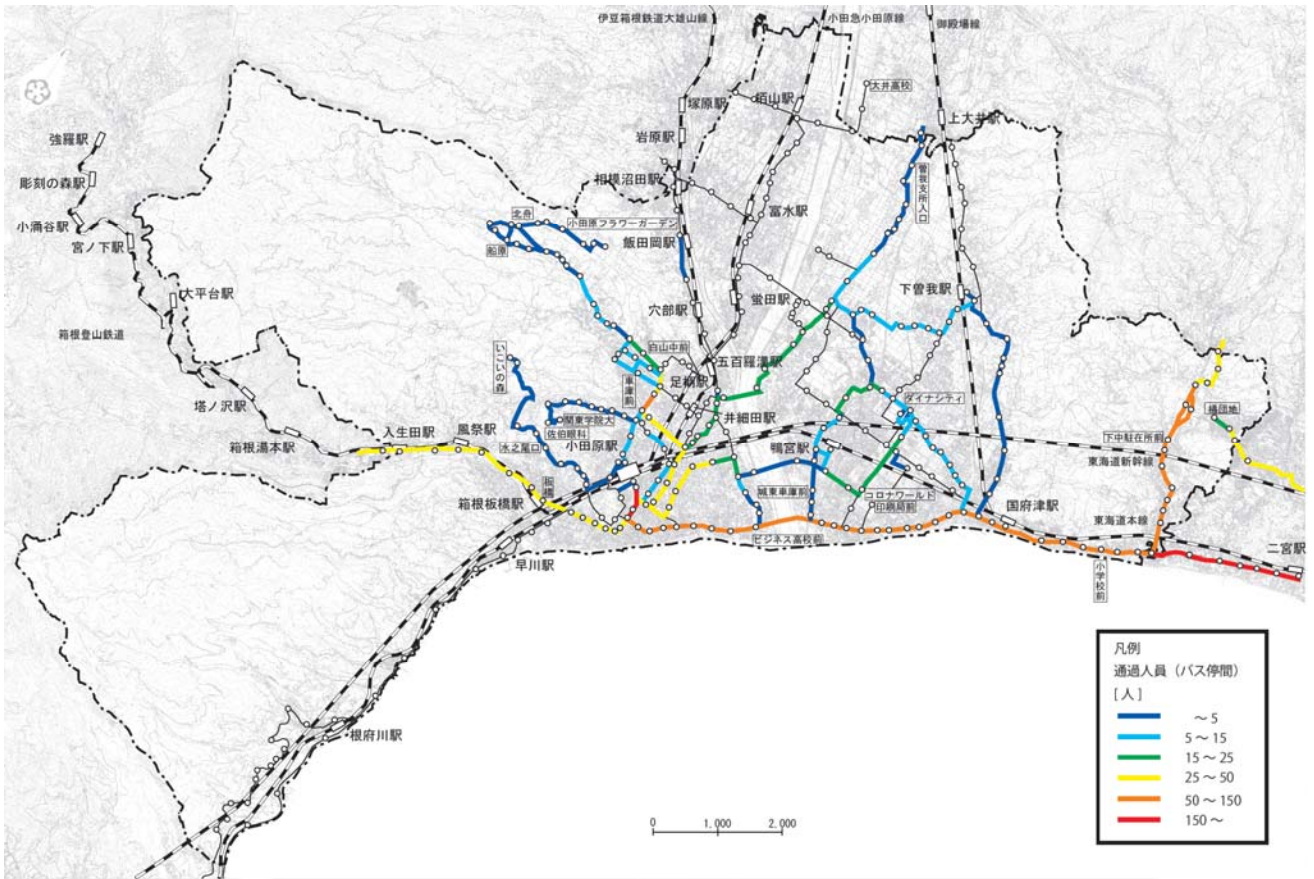 伊豆箱根鉄道大雄山線
小田急小田原線
御殿場線
塚原駅
栢山駅
大井高校
上大井駅
強羅駅
岩原駅
彫刻の森駅
相模沼田駅
曽我支所入口
小涌谷駅
宮ノ下駅
北舟
小田原フラワーガーデン
富水駅
船原
飯田岡駅
大平台駅
蛍田駅
下曽我駅
穴部駅
箱根登山鉄道
いこいの森
白山中前
五百羅漢駅
足柄駅
車庫前
塔ノ沢駅
ダイナシティ
橘団地
関東学院大
井細田駅
佐伯眼科
入生田駅
風祭駅
水之尾口
小田原駅
鴨宮駅
下中駐在所前
箱根湯本駅
東海道新幹線
板橋
城東車庫前
コロナワールド
印刷局前
箱根板橋駅
国府津駅
東海道本線
ビジネス高校前
二宮駅
早川駅
小学校前
根府川駅
凡例
通過人員（バス停間）
[人]
～5
5～15
15～25
25～50
50～150
150～
0 1,000 2,000